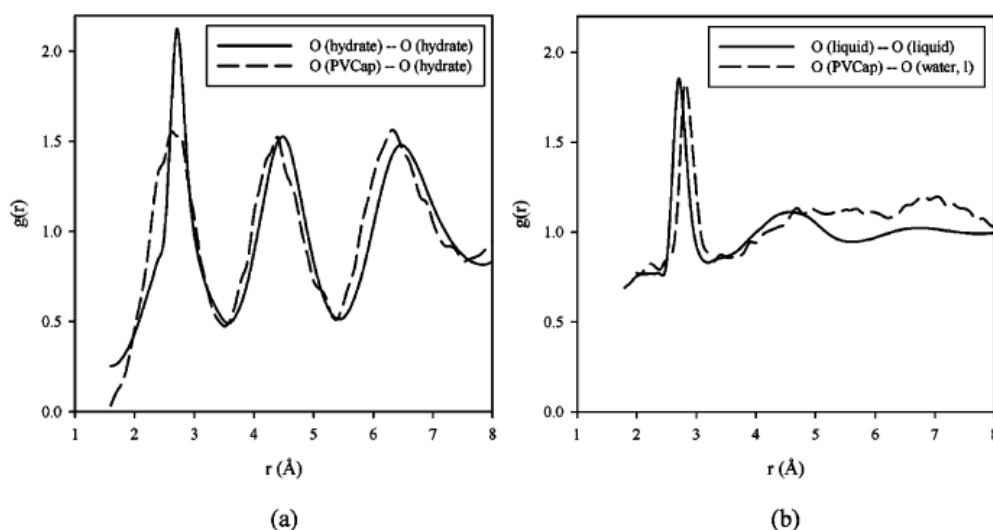 O (hydrate) -- O (hydrate)
O (PVCap) -- O (hydrate)
2.0
1.5
1.0
0.5
0.0
g(r)
1 2 3 4 5 6 7 8
r (Å)
(a)
O (liquid) -- O (liquid)
O (PVCap) -- O (water, l)
2.0
1.5
1.0
0.5
0.0
g(r)
1 2 3 4 5 6 7 8
r (Å)
(b)